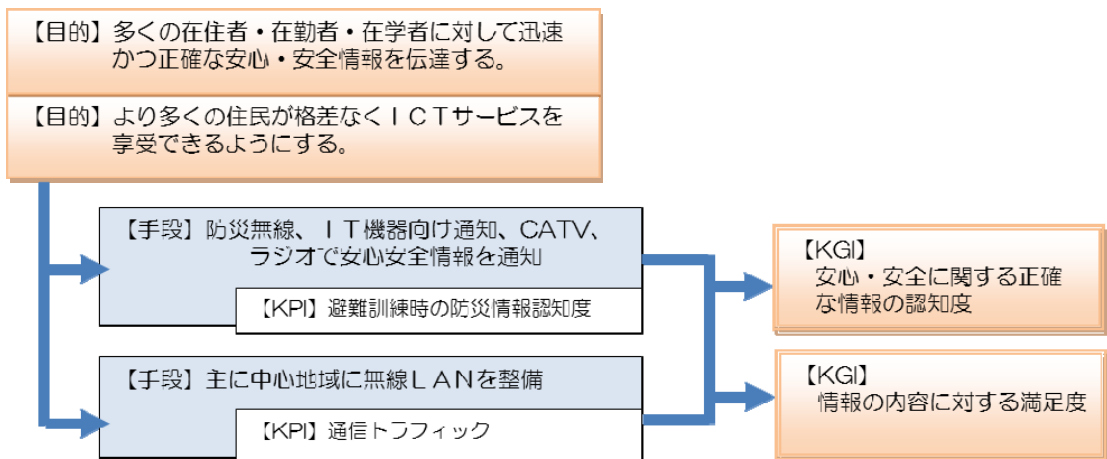 【目的】多くの在住者・在勤者・在学者に対して迅速
かつ正確な安心・安全情報を伝達する。
【目的】より多くの住民が格差なくＩＣＴサービスを
享受できるようにする。
【手段】防災無線、ＩＴ機器向け通知、CATV、
ラジオで安心安全情報を通知
【KPI】避難訓練時の防災情報認知度
【手段】主に中心地域に無線ＬＡＮを整備
【KPI】通信トラフィック
【KGI】
安心・安全に関する正確
な情報の認知度
【KGI】
情報の内容に対する満足度